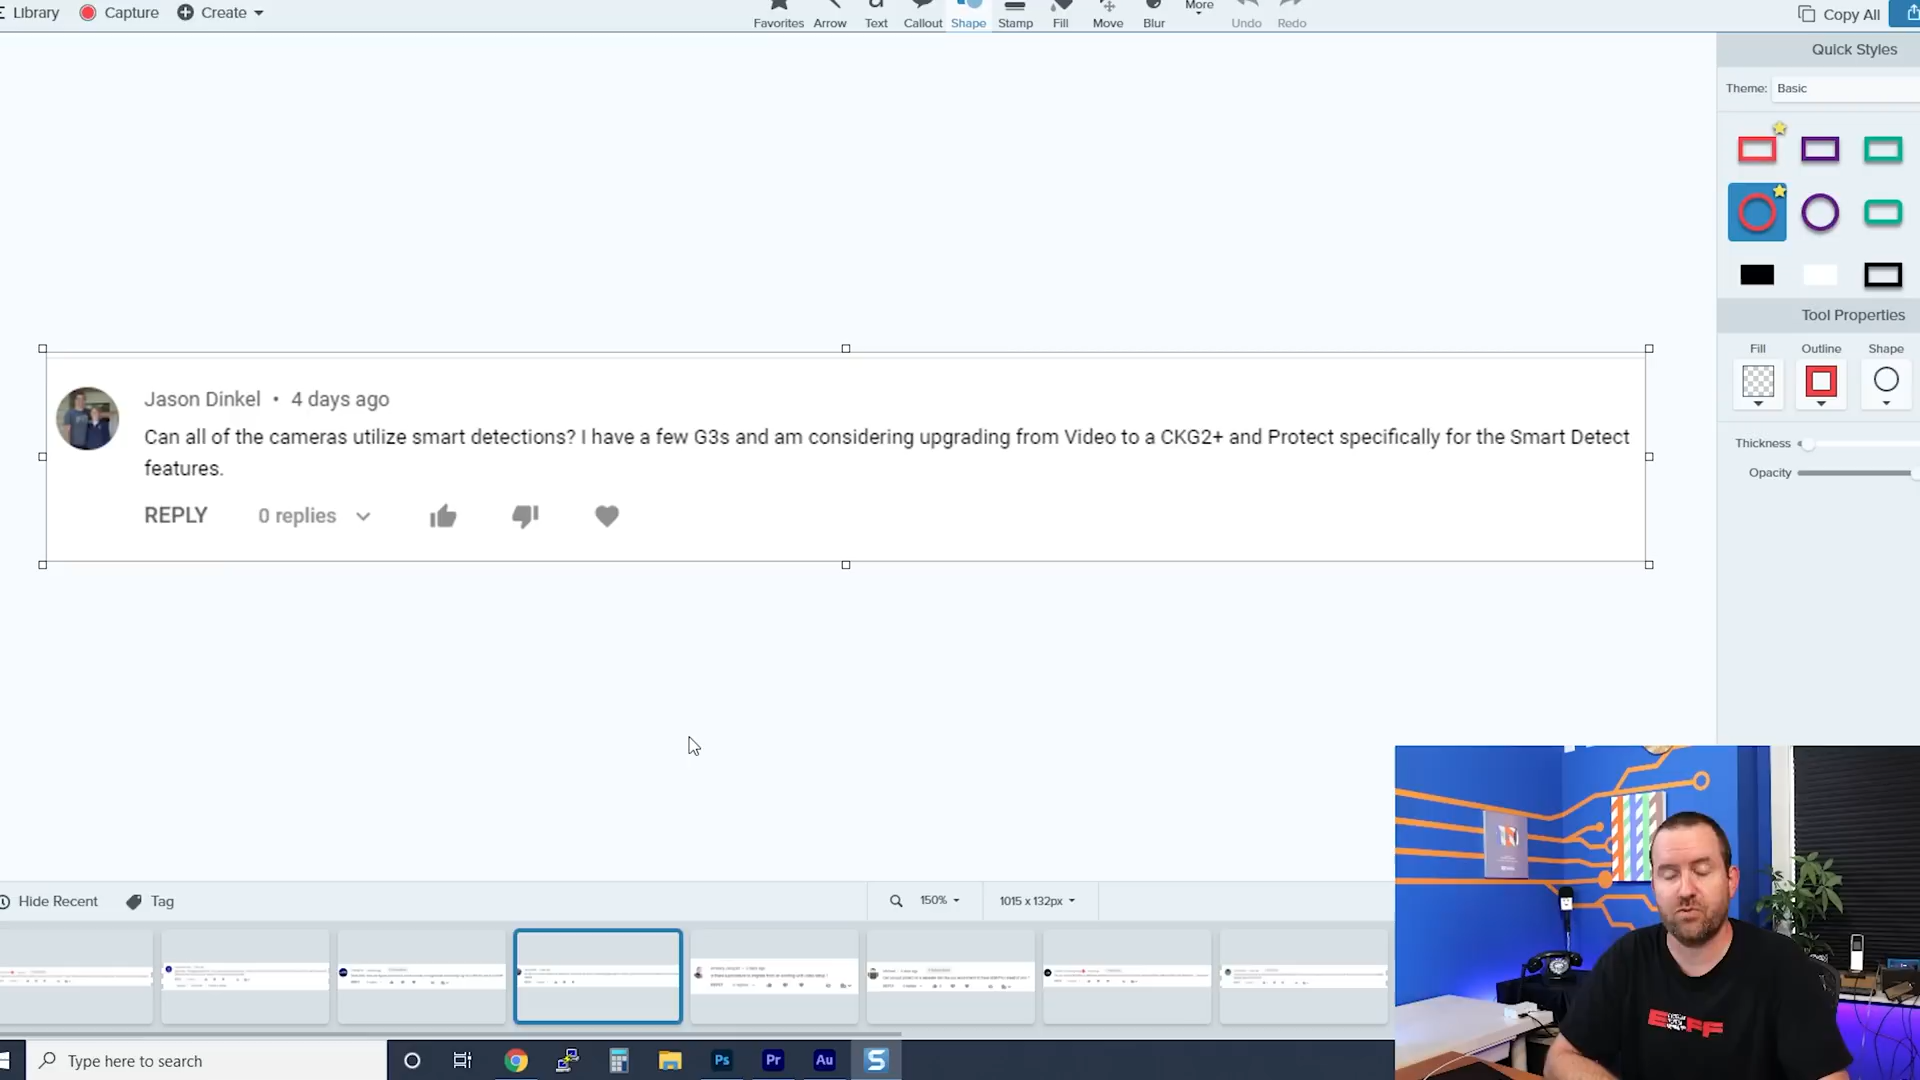 Library
Capture
Create
Favorites
Arrow
Text
Callout
Shape
Stamp
Fill
Move
Blur
More
Undo
Redo
Copy All
Quick Styles
Theme:
Basic
Tool Properties
Fill
Outline
Shape
Thickness
Opacity
Jason Dinkel • 4 days ago
Can all of the cameras utilize smart detections? I have a few G3s and am considering upgrading from Video to a CKG2+ and Protect specifically for the Smart Detect
features.
REPLY
0 replies
Hide Recent
Tag
150%
1015 x 132px
Type here to search
Ps
Pr
Au
S